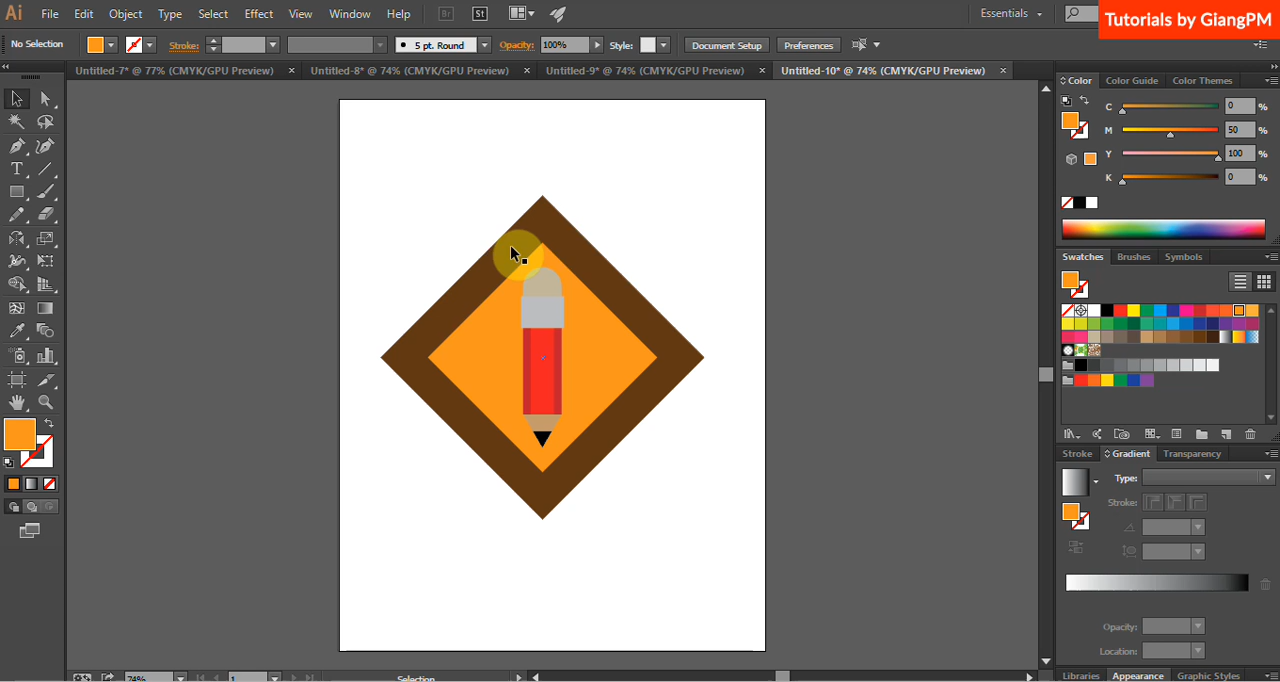 Ai File Edit Object Type Select Effect View Window Help Br St Essentials Tutorials by GiangPM
No Selection Stroke: 5 pt. Round Opacity: 100% Style: Document Setup Preferences
Untitled-7* @ 77% (CMYK/GPU Preview) × Untitled-8* @ 74% (CMYK/GPU Preview) × Untitled-9* @ 74% (CMYK/GPU Preview) × Untitled-10* @ 74% (CMYK/GPU Preview) ×
Color Color Guide Color Themes
C 0 %
M 50 %
Y 100 %
K 0 %
Swatches Brushes Symbols
Stroke Gradient Transparency
Type:
Stroke:
Opacity:
Location:
74% 1 Selection
Libraries Appearance Graphic Styles